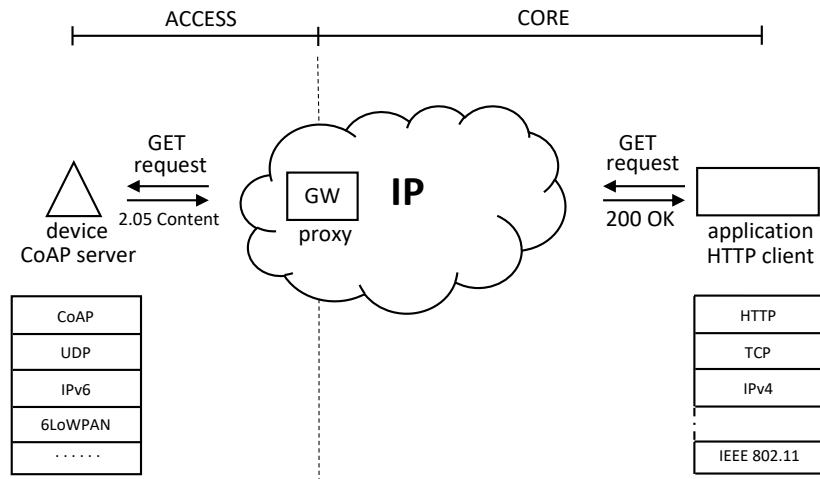 ACCESS
CORE
GET
request
2.05 Content
device
CoAP server
GW
proxy
IP
GET
request
200 OK
application
HTTP client
CoAP
UDP
IPv6
6LoWPAN
· · · · · ·
HTTP
TCP
IPv4
IEEE 802.11